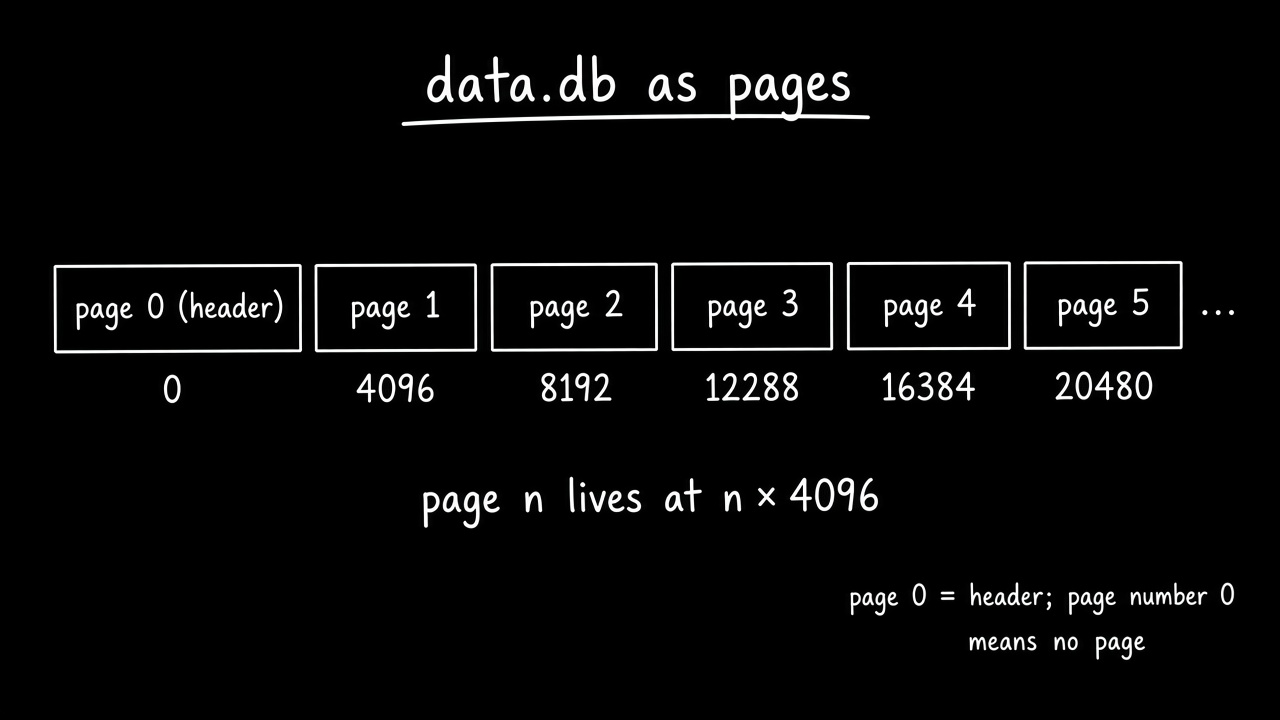 data.db as pages
page 0 (header) page 1 page 2 page 3 page 4 page 5 ...
0 4096 8192 12288 16384 20480
page n lives at n × 4096
page 0 = header; page number 0
means no page